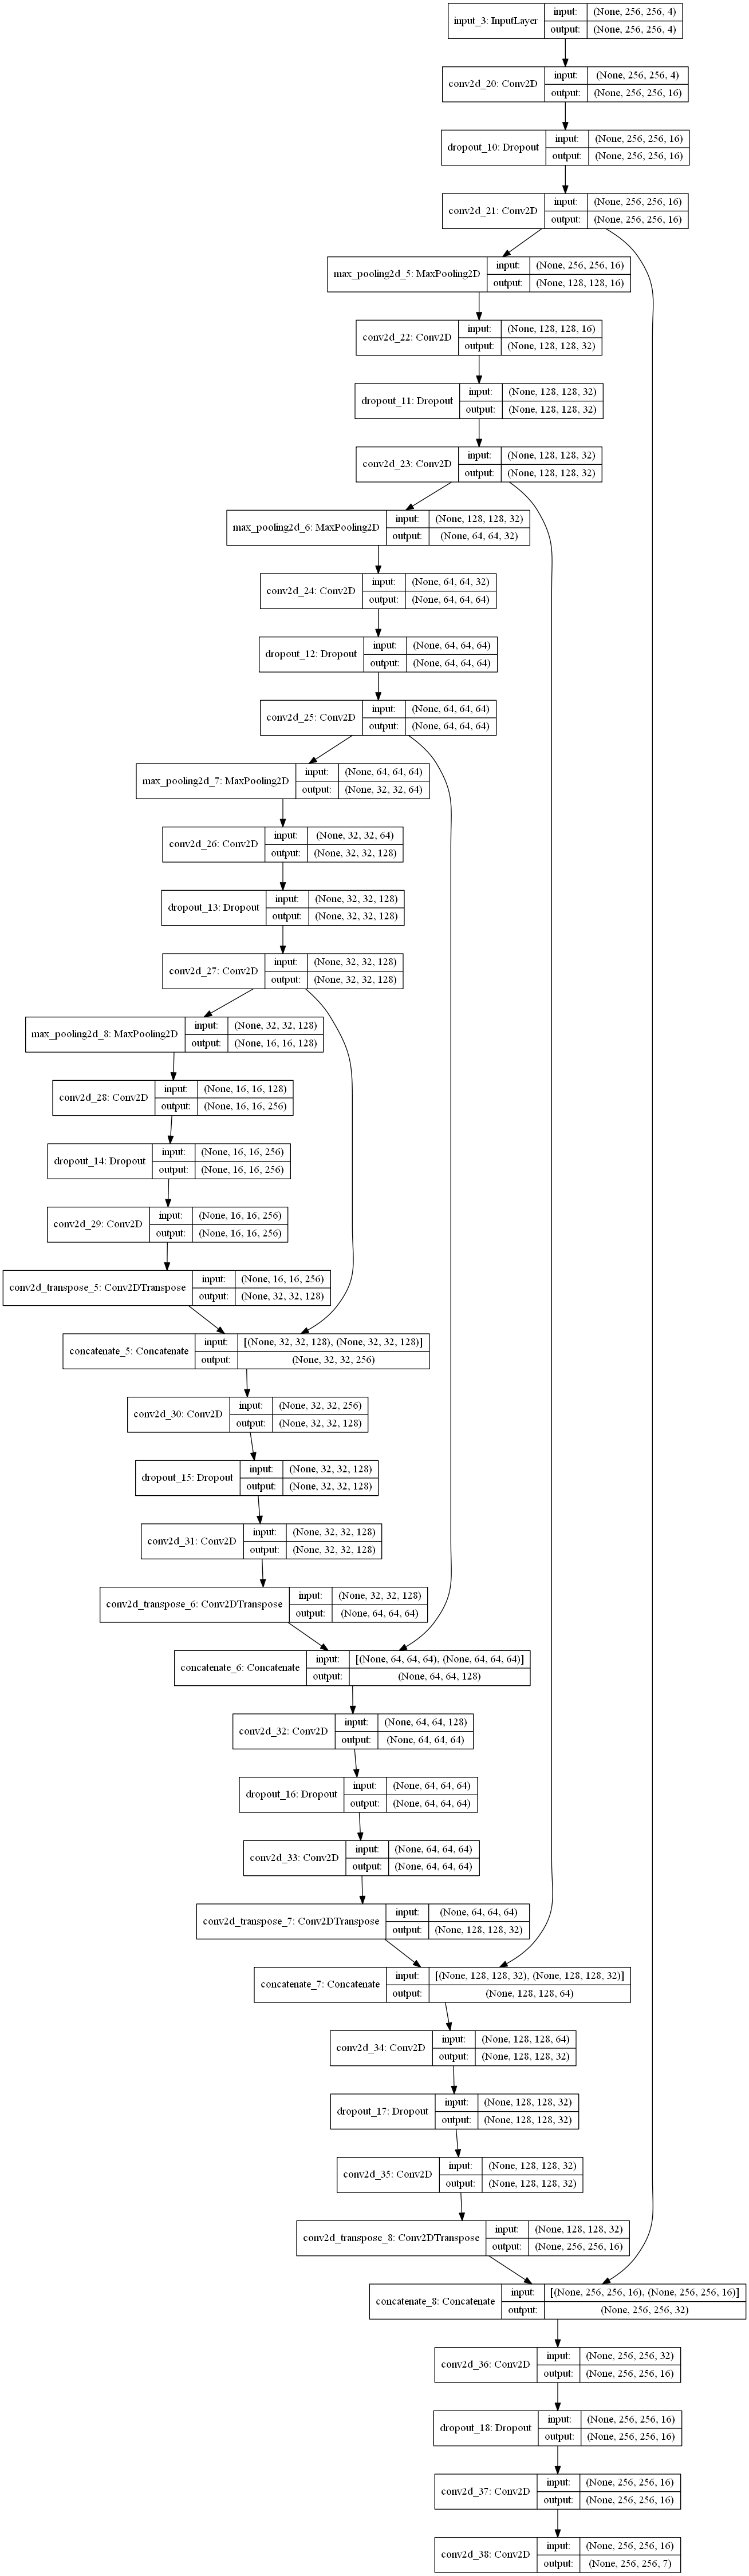 input_3: InputLayer
input: (None, 256, 256, 4)
output: (None, 256, 256, 4)
conv2d_20: Conv2D
input: (None, 256, 256, 4)
output: (None, 256, 256, 16)
dropout_10: Dropout
input: (None, 256, 256, 16)
output: (None, 256, 256, 16)
conv2d_21: Conv2D
input: (None, 256, 256, 16)
output: (None, 256, 256, 16)
max_pooling2d_5: MaxPooling2D
input: (None, 256, 256, 16)
output: (None, 128, 128, 16)
conv2d_22: Conv2D
input: (None, 128, 128, 16)
output: (None, 128, 128, 32)
dropout_11: Dropout
input: (None, 128, 128, 32)
output: (None, 128, 128, 32)
conv2d_23: Conv2D
input: (None, 128, 128, 32)
output: (None, 128, 128, 32)
max_pooling2d_6: MaxPooling2D
input: (None, 128, 128, 32)
output: (None, 64, 64, 32)
conv2d_24: Conv2D
input: (None, 64, 64, 32)
output: (None, 64, 64, 64)
dropout_12: Dropout
input: (None, 64, 64, 64)
output: (None, 64, 64, 64)
conv2d_25: Conv2D
input: (None, 64, 64, 64)
output: (None, 64, 64, 64)
max_pooling2d_7: MaxPooling2D
input: (None, 64, 64, 64)
output: (None, 32, 32, 64)
conv2d_26: Conv2D
input: (None, 32, 32, 64)
output: (None, 32, 32, 128)
dropout_13: Dropout
input: (None, 32, 32, 128)
output: (None, 32, 32, 128)
conv2d_27: Conv2D
input: (None, 32, 32, 128)
output: (None, 32, 32, 128)
max_pooling2d_8: MaxPooling2D
input: (None, 32, 32, 128)
output: (None, 16, 16, 128)
conv2d_28: Conv2D
input: (None, 16, 16, 128)
output: (None, 16, 16, 256)
dropout_14: Dropout
input: (None, 16, 16, 256)
output: (None, 16, 16, 256)
conv2d_29: Conv2D
input: (None, 16, 16, 256)
output: (None, 16, 16, 256)
conv2d_transpose_5: Conv2DTranspose
input: (None, 16, 16, 256)
output: (None, 32, 32, 128)
concatenate_5: Concatenate
input: [(None, 32, 32, 128), (None, 32, 32, 128)]
output: (None, 32, 32, 256)
conv2d_30: Conv2D
input: (None, 32, 32, 256)
output: (None, 32, 32, 128)
dropout_15: Dropout
input: (None, 32, 32, 128)
output: (None, 32, 32, 128)
conv2d_31: Conv2D
input: (None, 32, 32, 128)
output: (None, 32, 32, 128)
conv2d_transpose_6: Conv2DTranspose
input: (None, 32, 32, 128)
output: (None, 64, 64, 64)
concatenate_6: Concatenate
input: [(None, 64, 64, 64), (None, 64, 64, 64)]
output: (None, 64, 64, 128)
conv2d_32: Conv2D
input: (None, 64, 64, 128)
output: (None, 64, 64, 64)
dropout_16: Dropout
input: (None, 64, 64, 64)
output: (None, 64, 64, 64)
conv2d_33: Conv2D
input: (None, 64, 64, 64)
output: (None, 64, 64, 64)
conv2d_transpose_7: Conv2DTranspose
input: (None, 64, 64, 64)
output: (None, 128, 128, 32)
concatenate_7: Concatenate
input: [(None, 128, 128, 32), (None, 128, 128, 32)]
output: (None, 128, 128, 64)
conv2d_34: Conv2D
input: (None, 128, 128, 64)
output: (None, 128, 128, 32)
dropout_17: Dropout
input: (None, 128, 128, 32)
output: (None, 128, 128, 32)
conv2d_35: Conv2D
input: (None, 128, 128, 32)
output: (None, 128, 128, 32)
conv2d_transpose_8: Conv2DTranspose
input: (None, 128, 128, 32)
output: (None, 256, 256, 16)
concatenate_8: Concatenate
input: [(None, 256, 256, 16), (None, 256, 256, 16)]
output: (None, 256, 256, 32)
conv2d_36: Conv2D
input: (None, 256, 256, 32)
output: (None, 256, 256, 16)
dropout_18: Dropout
input: (None, 256, 256, 16)
output: (None, 256, 256, 16)
conv2d_37: Conv2D
input: (None, 256, 256, 16)
output: (None, 256, 256, 16)
conv2d_38: Conv2D
input: (None, 256, 256, 16)
output: (None, 256, 256, 7)